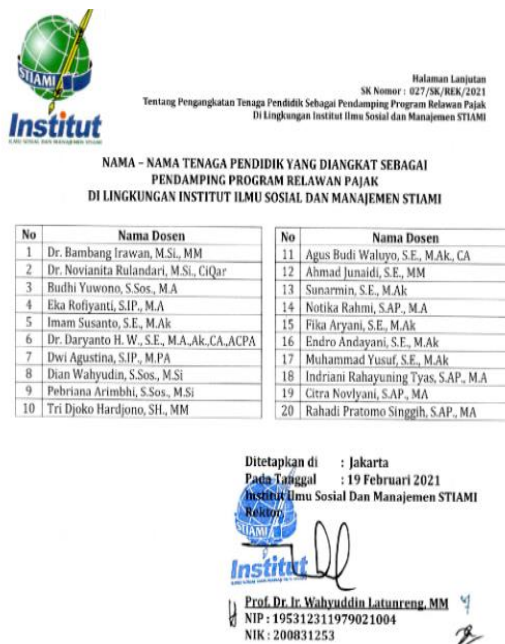 STIAMI
Institut
ILMU SOSIAL DAN MANAJEMEN STIAMI
Halaman Lanjutan
SK Nomor : 027/SK/REK/2021
Tentang Pengangkatan Tenaga Pendidik Sebagai Pendamping Program Relawan Pajak
Di Lingkungan Institut Ilmu Sosial dan Manajemen STIAMI
NAMA – NAMA TENAGA PENDIDIK YANG DIANGKAT SEBAGAI
PENDAMPING PROGRAM RELAWAN PAJAK
DI LINGKUNGAN INSTITUT ILMU SOSIAL DAN MANAJEMEN STIAMI
No Nama Dosen
1 Dr. Bambang Irawan, M.Si., MM
2 Dr. Novianita Rulandari, M.Si., CiQar
3 Budhi Yuwono, S.Sos., M.A
4 Eka Rofiyanti, S.IP., M.A
5 Imam Susanto, S.E., M.Ak
6 Dr. Daryanto H. W., S.E., M.A.,Ak.,CA.,ACPA
7 Dwi Agustina, S.IP., M.PA
8 Dian Wahyudin, S.Sos., M.Si
9 Pebriana Arimbhi, S.Sos., M.Si
10 Tri Djoko Hardjono, SH., MM
No Nama Dosen
11 Agus Budi Waluyo, S.E., M.Ak., CA
12 Ahmad Junaidi, S.E., MM
13 Sunarmin, S.E., M.Ak
14 Notika Rahmi, S.AP., M.A
15 Fika Aryani, S.E., M.Ak
16 Endro Andayani, S.E., M.Ak
17 Muhammad Yusuf, S.E., M.Ak
18 Indriani Rahayuning Tyas, S.AP., M.A
19 Citra Novlyani, S.AP., MA
20 Rahadi Pratomo Singgih, S.AP., MA
Ditetapkan di : Jakarta
Pada Tanggal : 19 Februari 2021
Institut Ilmu Sosial Dan Manajemen STIAMI
Rektor
STIAMI
Institut
Prof. Dr. Ir. Wahyuddin Latunreng, MM
NIP : 195312311979021004
NIK : 200831253